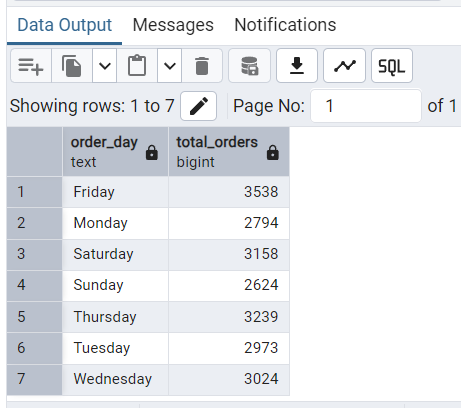 Data Output Messages Notifications
SQL
Showing rows: 1 to 7 Page No: 1 of 1
order_day total_orders
text bigint
1 Friday 3538
2 Monday 2794
3 Saturday 3158
4 Sunday 2624
5 Thursday 3239
6 Tuesday 2973
7 Wednesday 3024